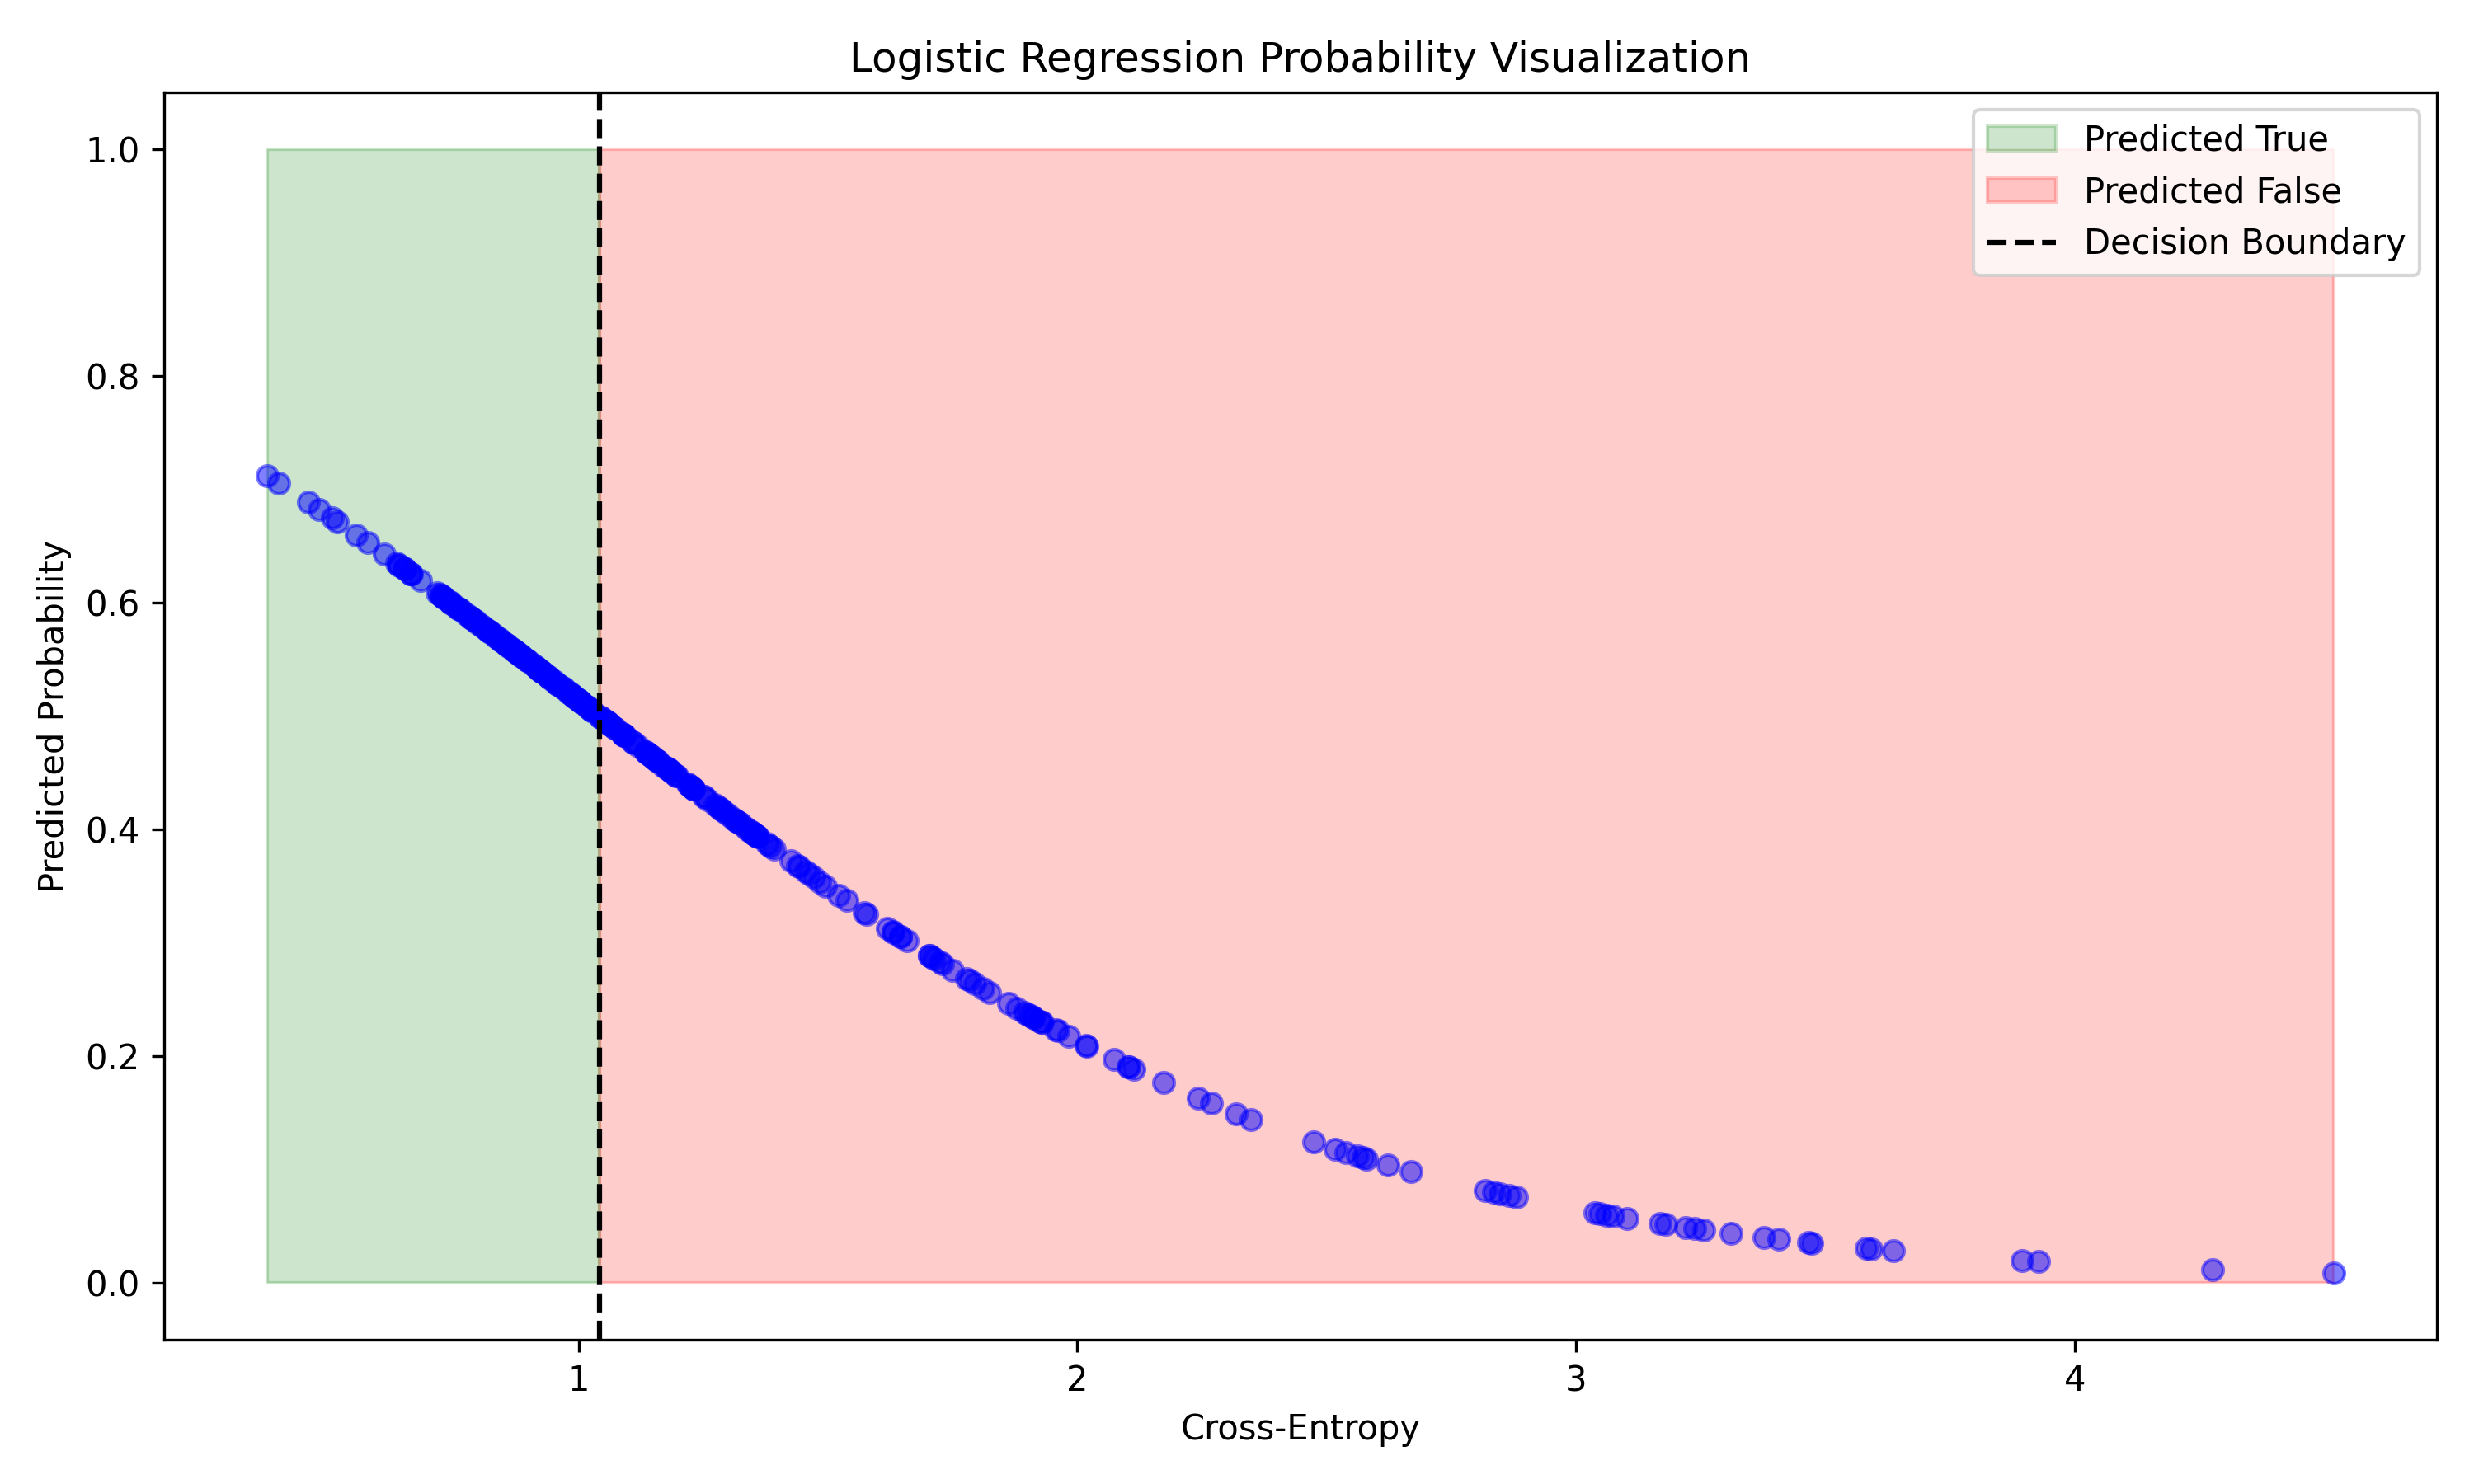 Logistic Regression Probability Visualization
Predicted True
Predicted False
Decision Boundary
Predicted Probability
1.0
0.8
0.6
0.4
0.2
0.0
1 2 3 4
Cross-Entropy